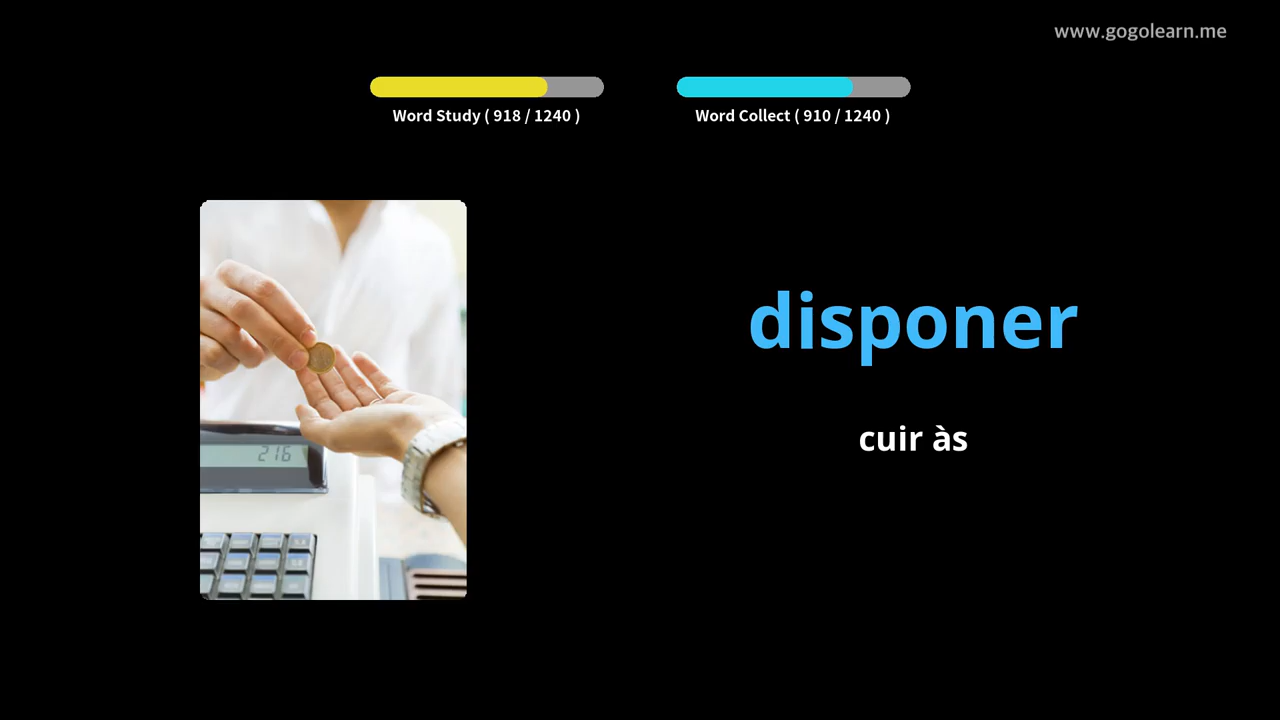 www.gogolearn.me
Word Study ( 918 / 1240 )
Word Collect ( 910 / 1240 )
disponer
cuir às
216